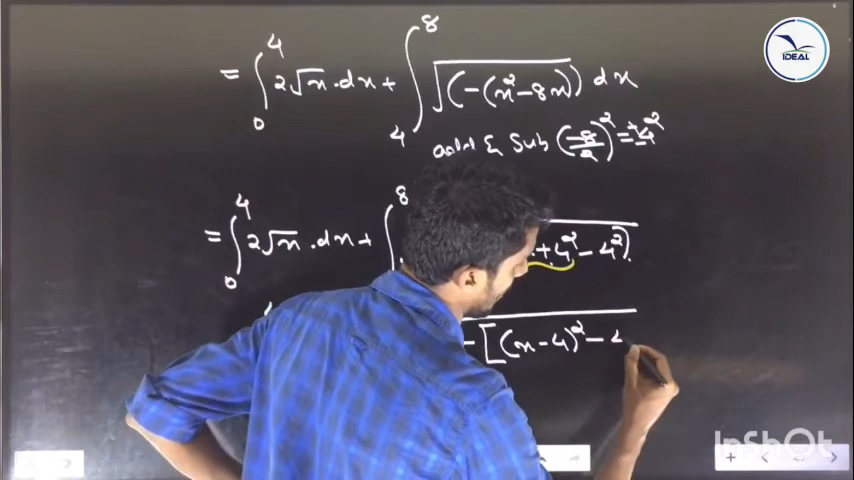 IDEAL
= ∫₀⁴ 2√x . dx + ∫₄⁸ √(-(x² - 8x)) dx
add & Sub (-8/2)² = ± 4²
= ∫₀⁴ 2√x . dx + ∫ ⁸ + 4² - 4²).
- [(x - 4)² - 4
InShOt